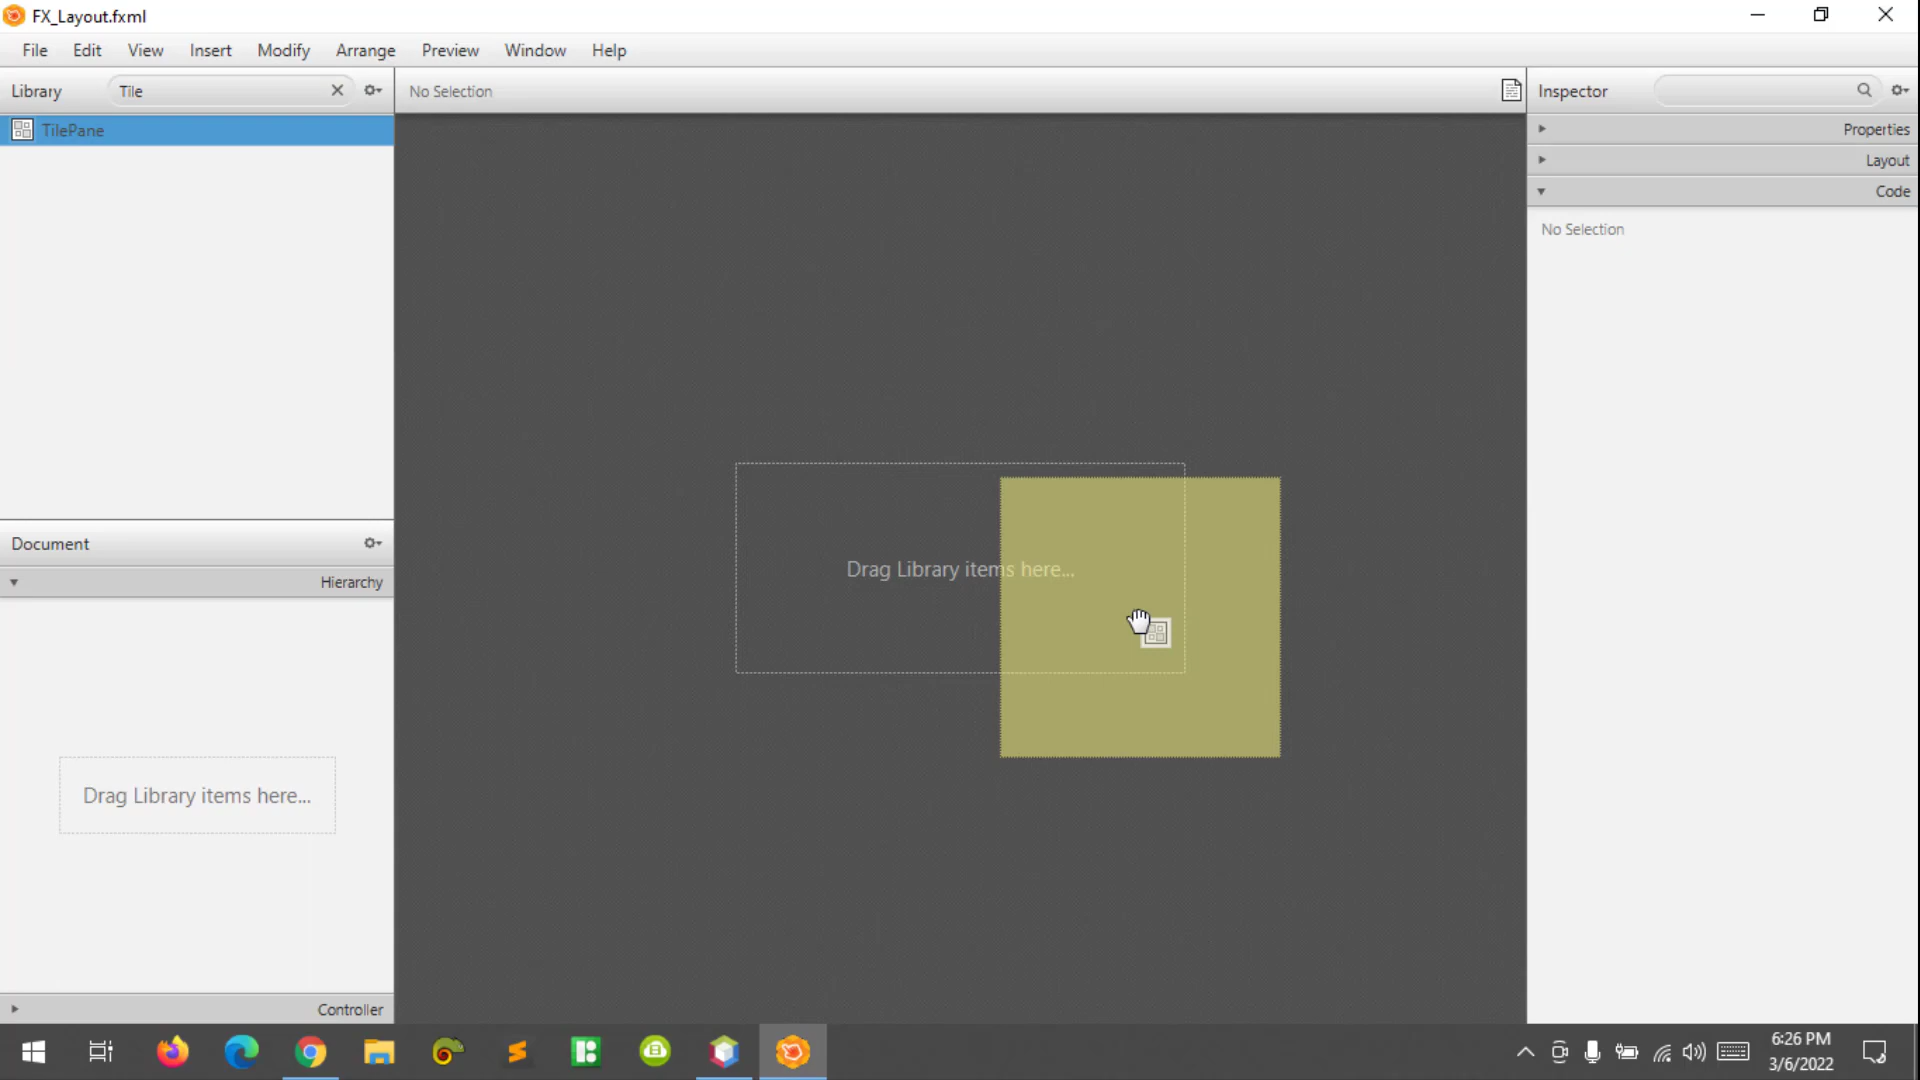 FX_Layout.fxml
File Edit View Insert Modify Arrange Preview Window Help
Library Tile
No Selection
Inspector
TilePane
Properties
Layout
Code
No Selection
Drag Library items here...
Document
Hierarchy
Drag Library items here...
Controller
6:26 PM
3/6/2022